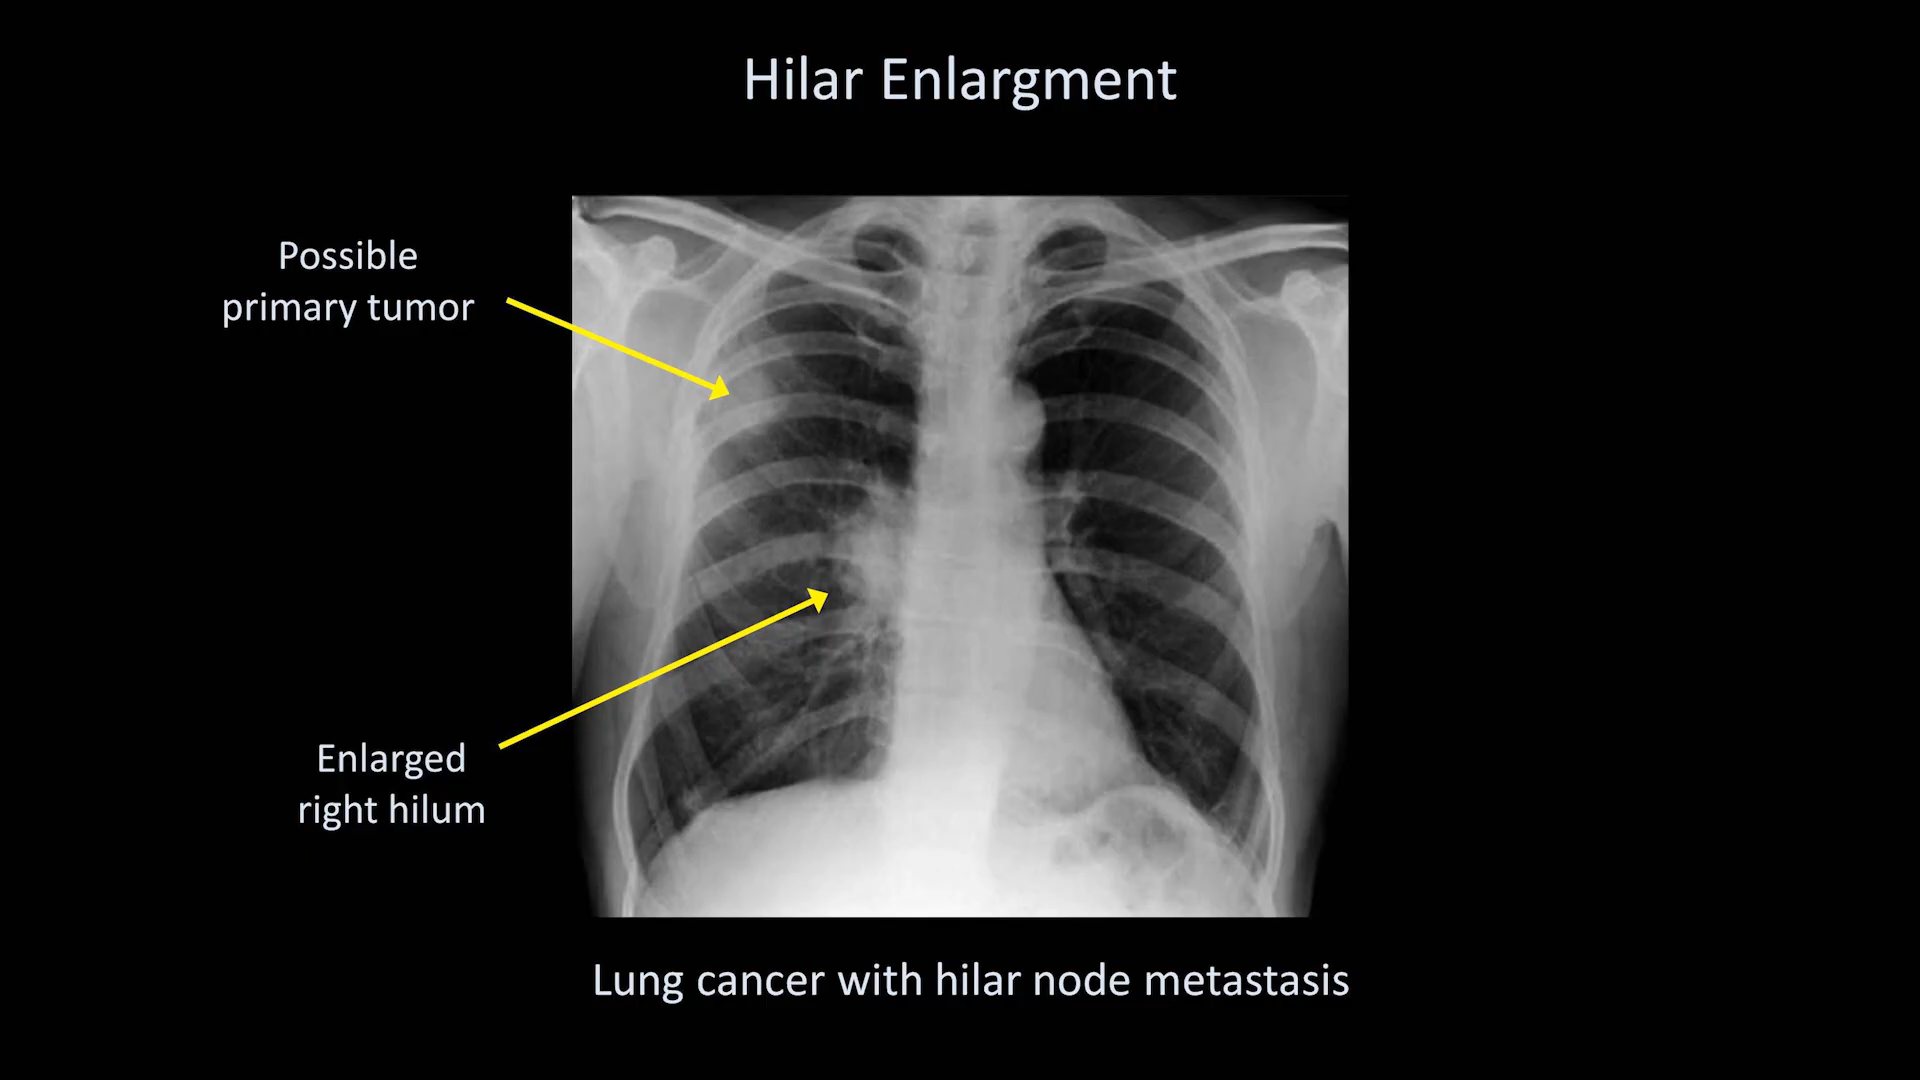 Hilar Enlargment
Possible
primary tumor
Enlarged
right hilum
Lung cancer with hilar node metastasis